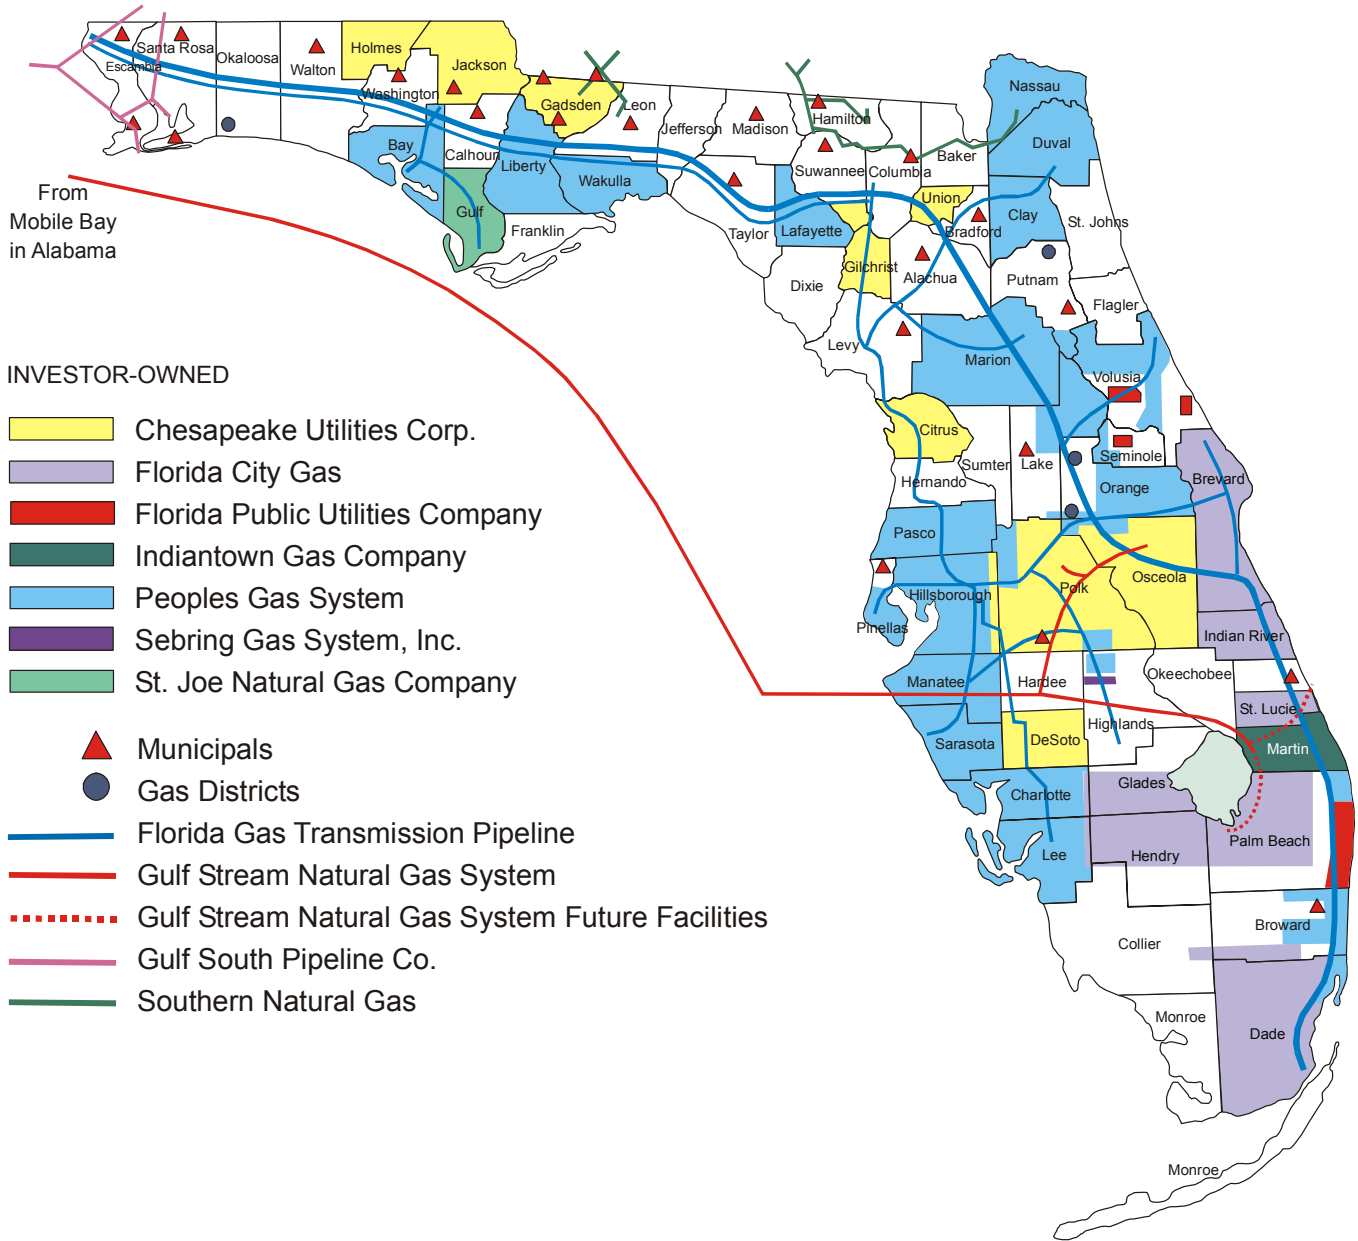 Santa Rosa
Escambia
Okaloosa
Walton
Holmes
Washington
Jackson
Gadsden
Leon
Jefferson
Madison
Hamilton
Nassau
Duval
Baker
Bay
Calhoun
Liberty
Wakulla
Suwannee
Columbia
Union
Bradford
Clay
St. Johns
Gulf
Franklin
Taylor
Lafayette
Gilchrist
Alachua
Putnam
Dixie
Flagler
Levy
Marion
Volusia
From
Mobile Bay
in Alabama
Citrus
Sumter
Lake
Seminole
Hernando
Orange
Brevard
Pasco
Polk
Osceola
Hillsborough
Pinellas
Indian River
Manatee
Hardee
Okeechobee
St. Lucie
Highlands
Sarasota
DeSoto
Martin
Charlotte
Glades
Lee
Hendry
Palm Beach
Broward
Collier
Monroe
Dade
Monroe
INVESTOR-OWNED
Chesapeake Utilities Corp.
Florida City Gas
Florida Public Utilities Company
Indiantown Gas Company
Peoples Gas System
Sebring Gas System, Inc.
St. Joe Natural Gas Company
Municipals
Gas Districts
Florida Gas Transmission Pipeline
Gulf Stream Natural Gas System
Gulf Stream Natural Gas System Future Facilities
Gulf South Pipeline Co.
Southern Natural Gas